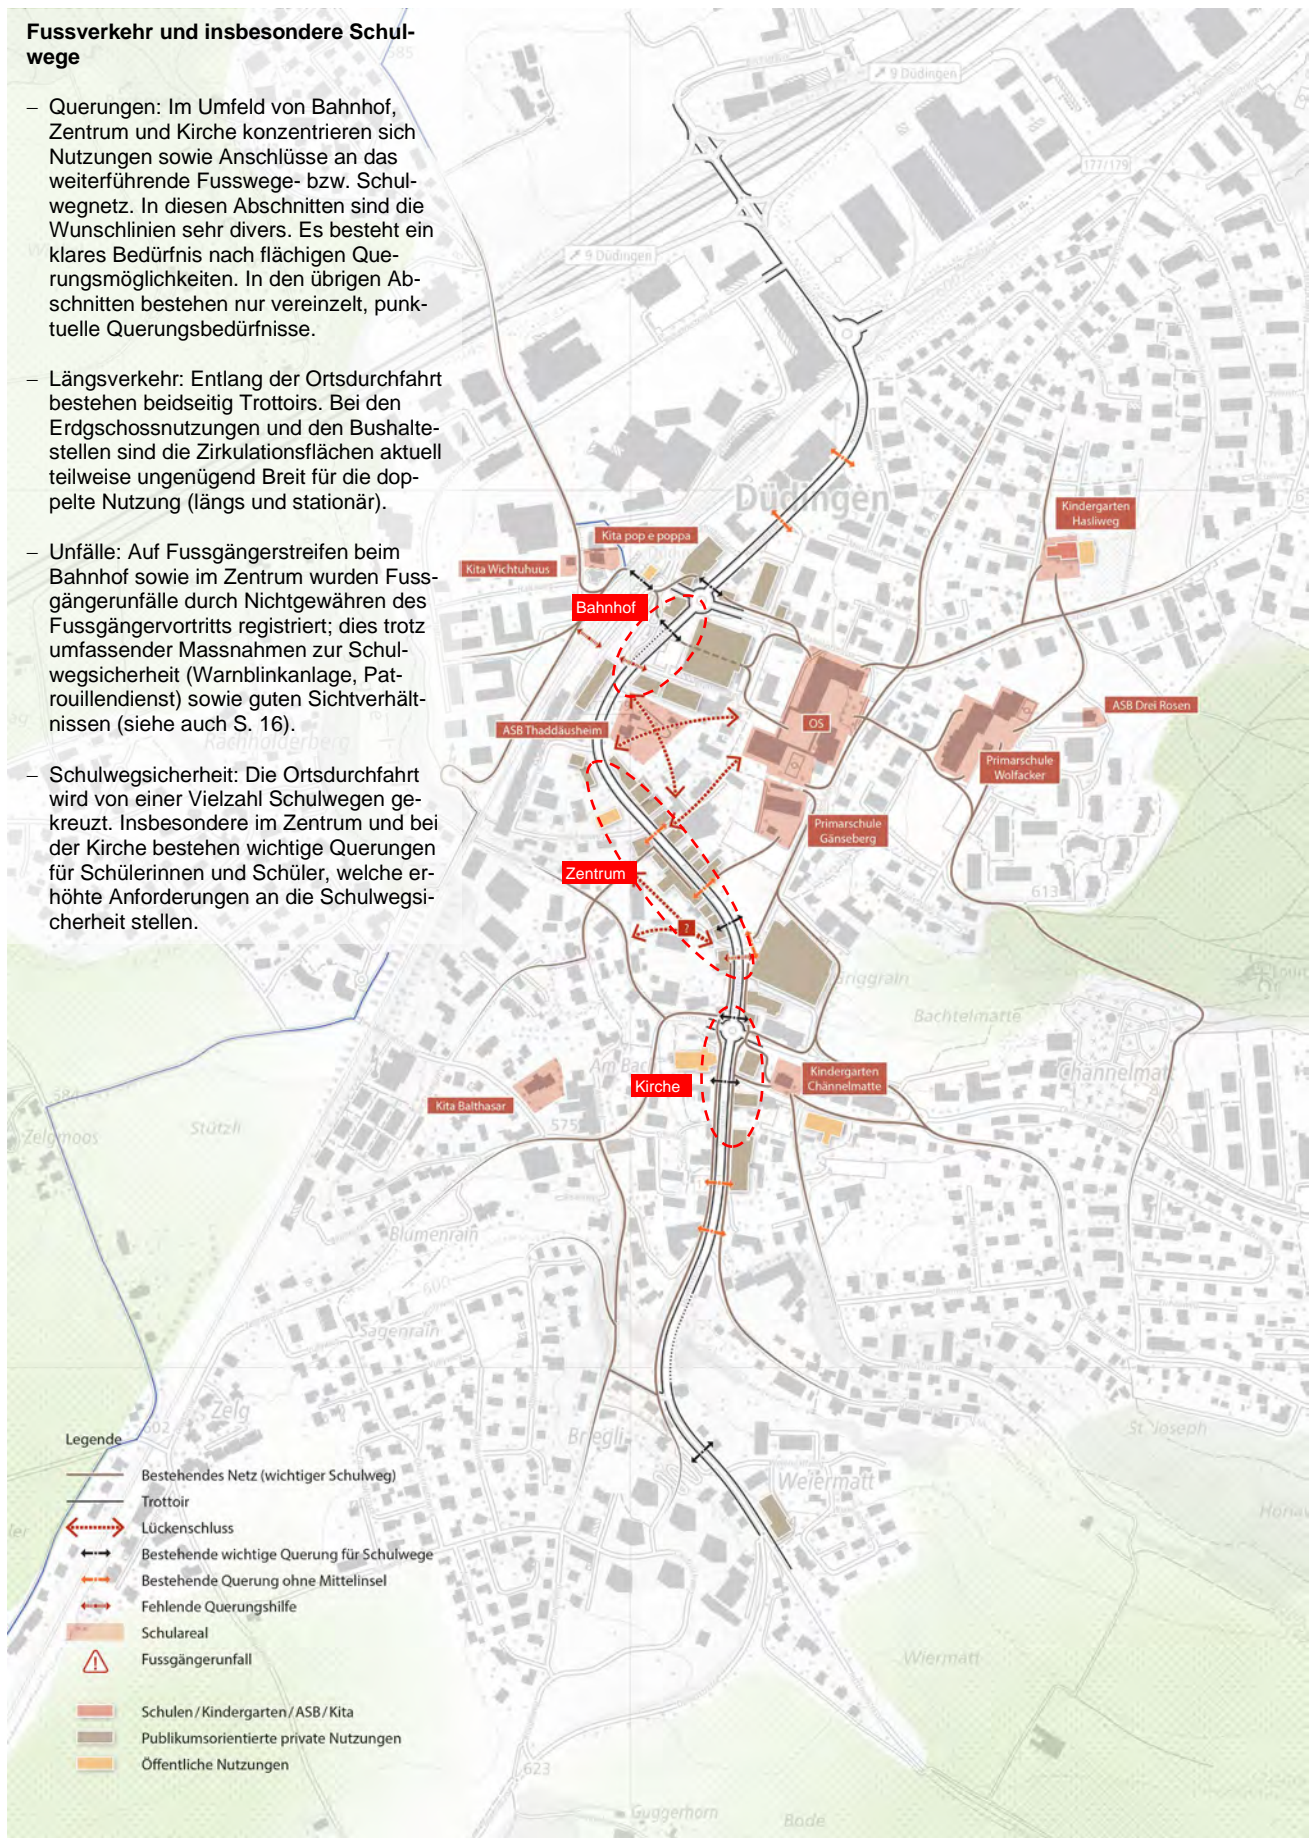 Fussverkehr und insbesondere Schul-
wege
– Querungen: Im Umfeld von Bahnhof,
Zentrum und Kirche konzentrieren sich
Nutzungen sowie Anschlüsse an das
weiterführende Fusswege- bzw. Schul-
wegnetz. In diesen Abschnitten sind die
Wunschlinien sehr divers. Es besteht ein
klares Bedürfnis nach flächigen Que-
rungsmöglichkeiten. In den übrigen Ab-
schnitten bestehen nur vereinzelt, punk-
tuelle Querungsbedürfnisse.
– Längsverkehr: Entlang der Ortsdurchfahrt
bestehen beidseitig Trottoirs. Bei den
Erdgschossnutzungen und den Bushalte-
stellen sind die Zirkulationsflächen aktuell
teilweise ungenügend Breit für die dop-
pelte Nutzung (längs und stationär).
– Unfälle: Auf Fussgängerstreifen beim
Bahnhof sowie im Zentrum wurden Fuss-
gängerunfälle durch Nichtgewähren des
Fussgängervortritts registriert; dies trotz
umfassender Massnahmen zur Schul-
wegsicherheit (Warnblinkanlage, Pat-
rouillendienst) sowie guten Sichtverhält-
nissen (siehe auch S. 16).
– Schulwegsicherheit: Die Ortsdurchfahrt
wird von einer Vielzahl Schulwegen ge-
kreuzt. Insbesondere im Zentrum und bei
der Kirche bestehen wichtige Querungen
für Schülerinnen und Schüler, welche er-
höhte Anforderungen an die Schulwegsi-
cherheit stellen.
585
9 Düdingen
177/179
9 Düdingen
Düdingen
Kindergarten
Hasliweg
Kita pop e poppa
Kita Wichtuhuus
Bahnhof
ASB Drei Rosen
OS
ASB Thaddäusheim
Rächholderberg
Primarschule
Wolfacker
Primarschule
Gänseberg
Zentrum
613
?
Briggrain
Bachtelmatte
Am Bach
Kindergarten
Chännelmatte
Chännelmatt
Kirche
Kita Balthasar
584
Zelgmoos
Stützli
575
Blumenrain
600
Sagenrain
Zelg
602
Briegli
St. Joseph
Weiermatt
Wiermatt
623
Guggerhorn
Bode
Legende
Bestehendes Netz (wichtiger Schulweg)
Trottoir
Lückenschluss
Bestehende wichtige Querung für Schulwege
Bestehende Querung ohne Mittelinsel
Fehlende Querungshilfe
Schulareal
Fussgängerunfall
Schulen/Kindergarten/ASB/Kita
Publikumsorientierte private Nutzungen
Öffentliche Nutzungen